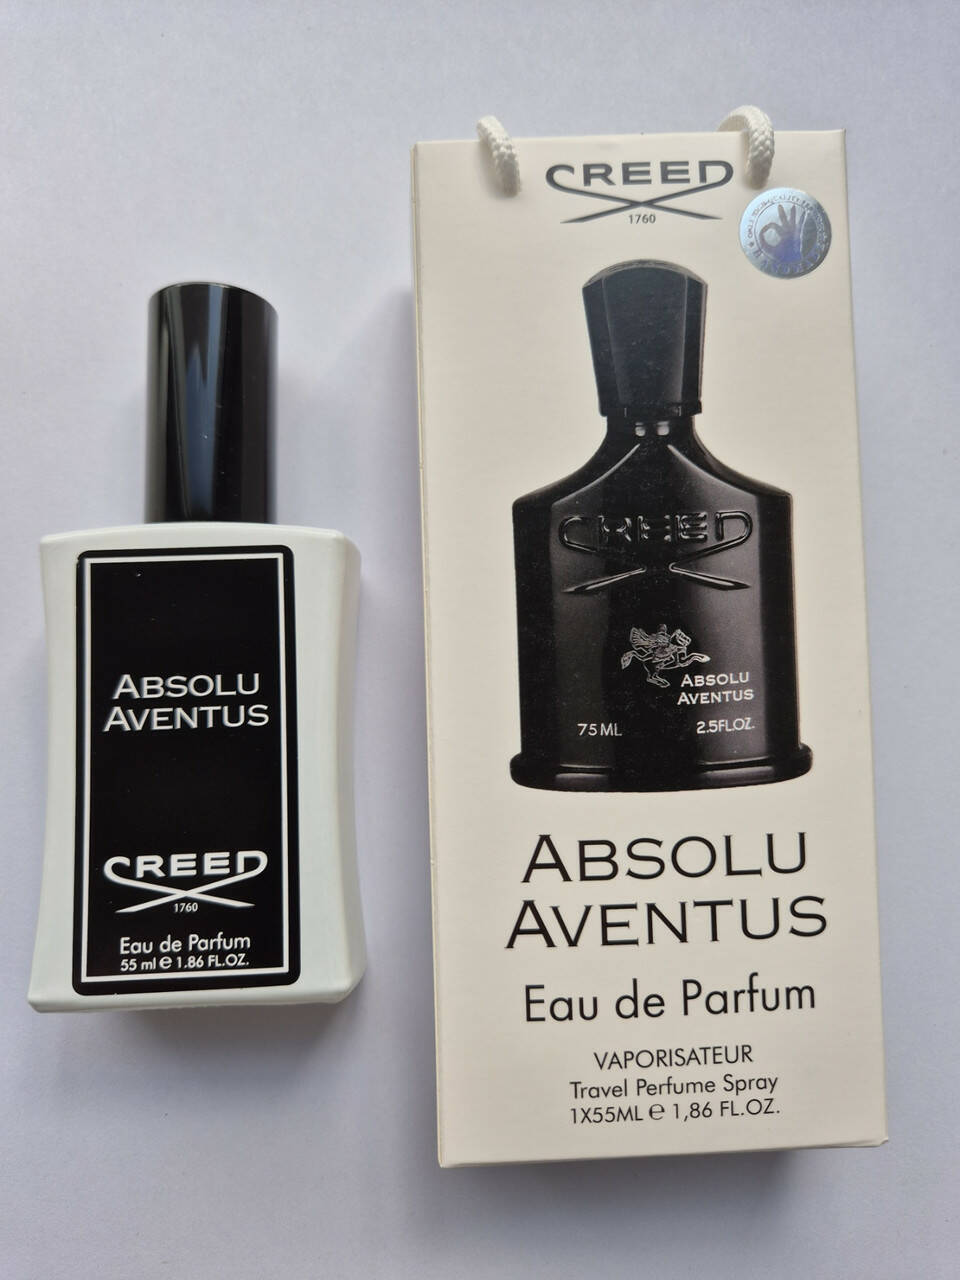 ABSOLU
AVENTUS
CREED
1760
Eau de Parfum
55 ml e 1.86 FL.OZ.
CREED
1760
CREED
ABSOLU
AVENTUS
75 ML 2.5FL.OZ.
ABSOLU
AVENTUS
Eau de Parfum
VAPORISATEUR
Travel Perfume Spray
1X55ML e 1,86 FL.OZ.